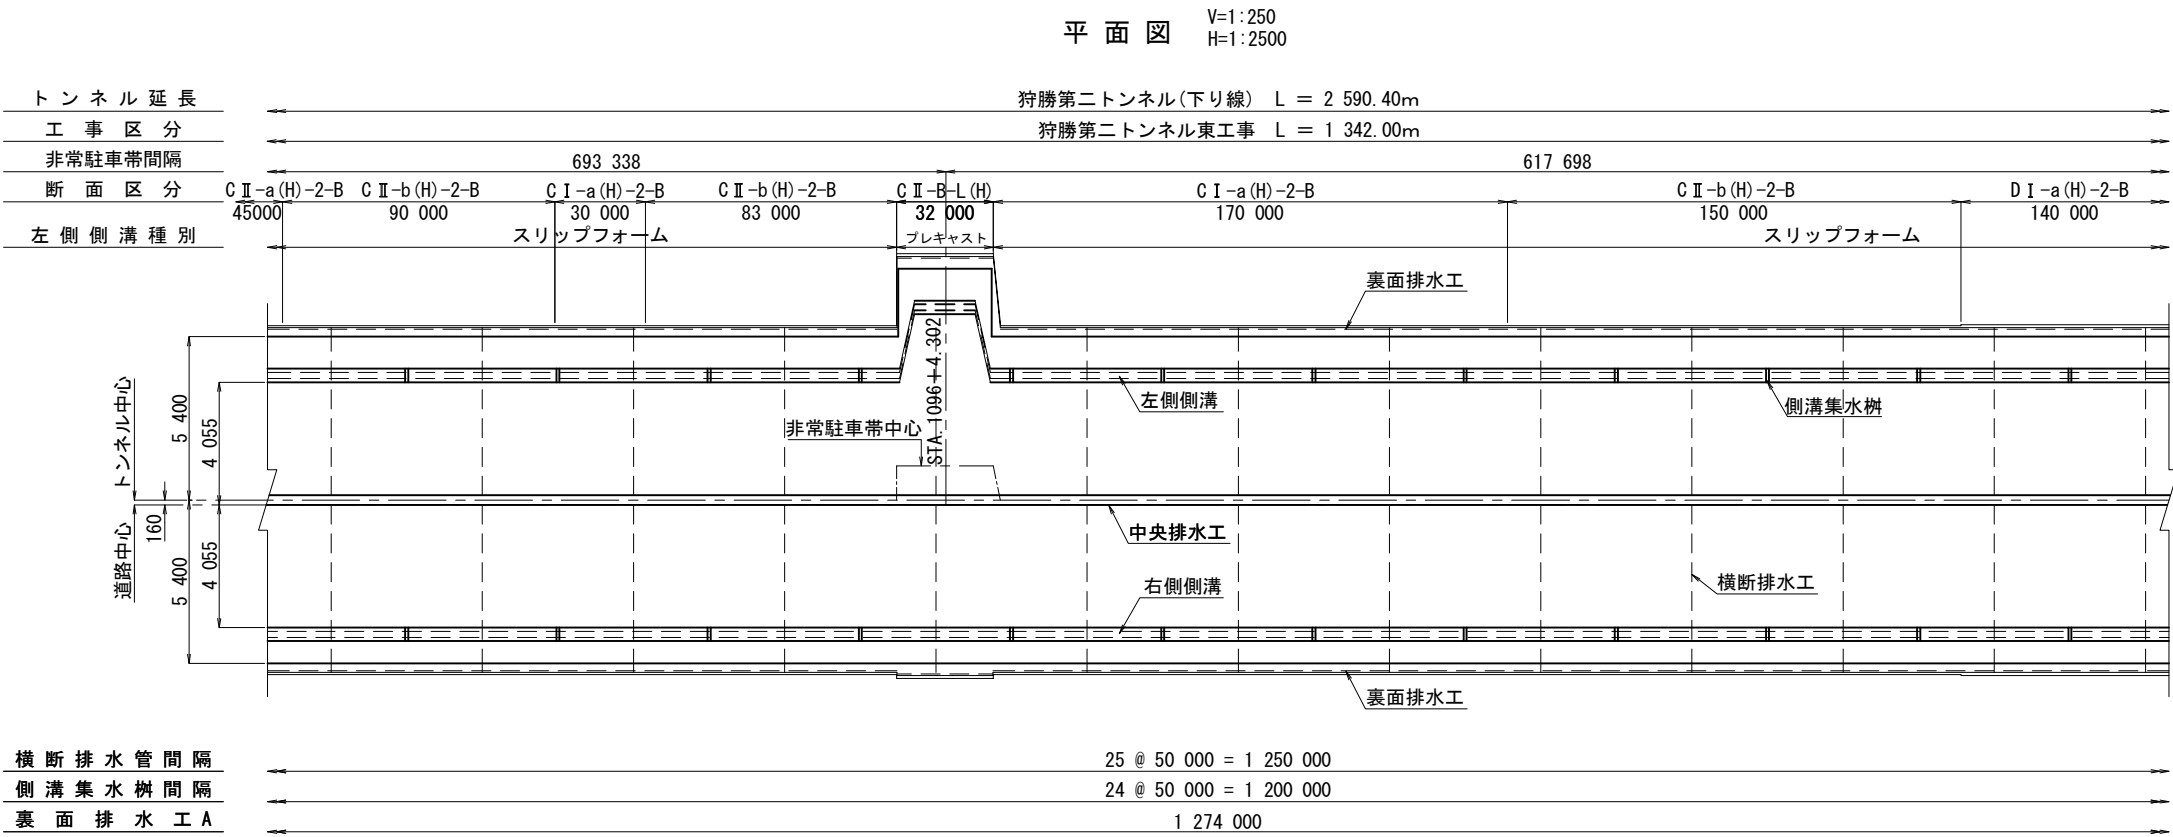 平 面 図 V=1:250
H=1:2500
トンネル延長 狩勝第二トンネル(下り線) L = 2 590.40m
工事区分 狩勝第二トンネル東工事 L = 1 342.00m
非常駐車帯間隔 693 338 617 698
断面区分 CⅡ-a(H)-2-B CⅡ-b(H)-2-B CⅠ-a(H)-2-B CⅡ-b(H)-2-B CⅡ-B-L(H) CⅠ-a(H)-2-B CⅡ-b(H)-2-B DⅠ-a(H)-2-B
45000 90 000 30 000 83 000 32 000 170 000 150 000 140 000
左側側溝種別 スリップフォーム プレキャスト スリップフォーム
裏面排水工
STA.1096+4.302
左側側溝
側溝集水桝
非常駐車帯中心
トンネル中心
5 400
4 055
160
道路中心
5 400
4 055
中央排水工
右側側溝
横断排水工
裏面排水工
横断排水管間隔 25 @ 50 000 = 1 250 000
側溝集水桝間隔 24 @ 50 000 = 1 200 000
裏面排水工A 1 274 000